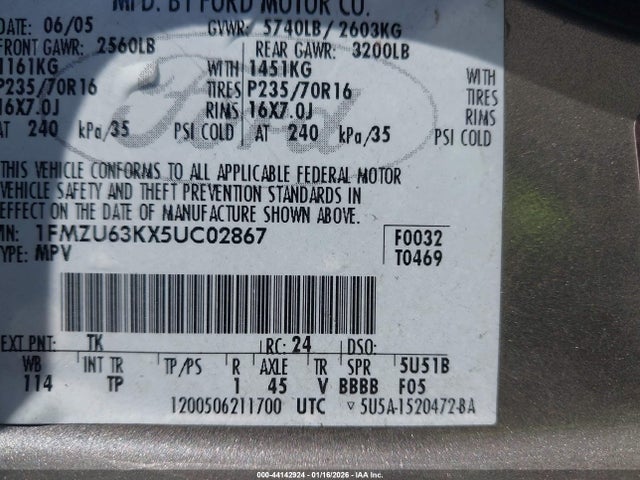 MFD. BY FORD MOTOR CO.
DATE: 06/05 GVWR: 5740LB/ 2603KG
FRONT GAWR: 2560LB REAR GAWR: 3200LB
1161KG WITH 1451KG WITH
P235/70R16 TIRES P235/70R16 TIRES
16X7.0J RIMS 16X7.0J RIMS
AT 240 kPa/35 PSI COLD AT 240 kPa/35 PSI COLD
Ford
THIS VEHICLE CONFORMS TO ALL APPLICABLE FEDERAL MOTOR
VEHICLE SAFETY AND THEFT PREVENTION STANDARDS IN
EFFECT ON THE DATE OF MANUFACTURE SHOWN ABOVE.
IN: 1FMZU63KX5UC02867 F0032
TYPE: MPV T0469
EXT PNT: TK RC: 24 DSO:
WB INT TR TP/PS R AXLE TR SPR 5U51B
114 TP 1 45 V BBBB F05
1200506211700 UTC ▽ 5U5A-1520472-BA
000-44142924 - 01/16/2026 - IAA Corp.